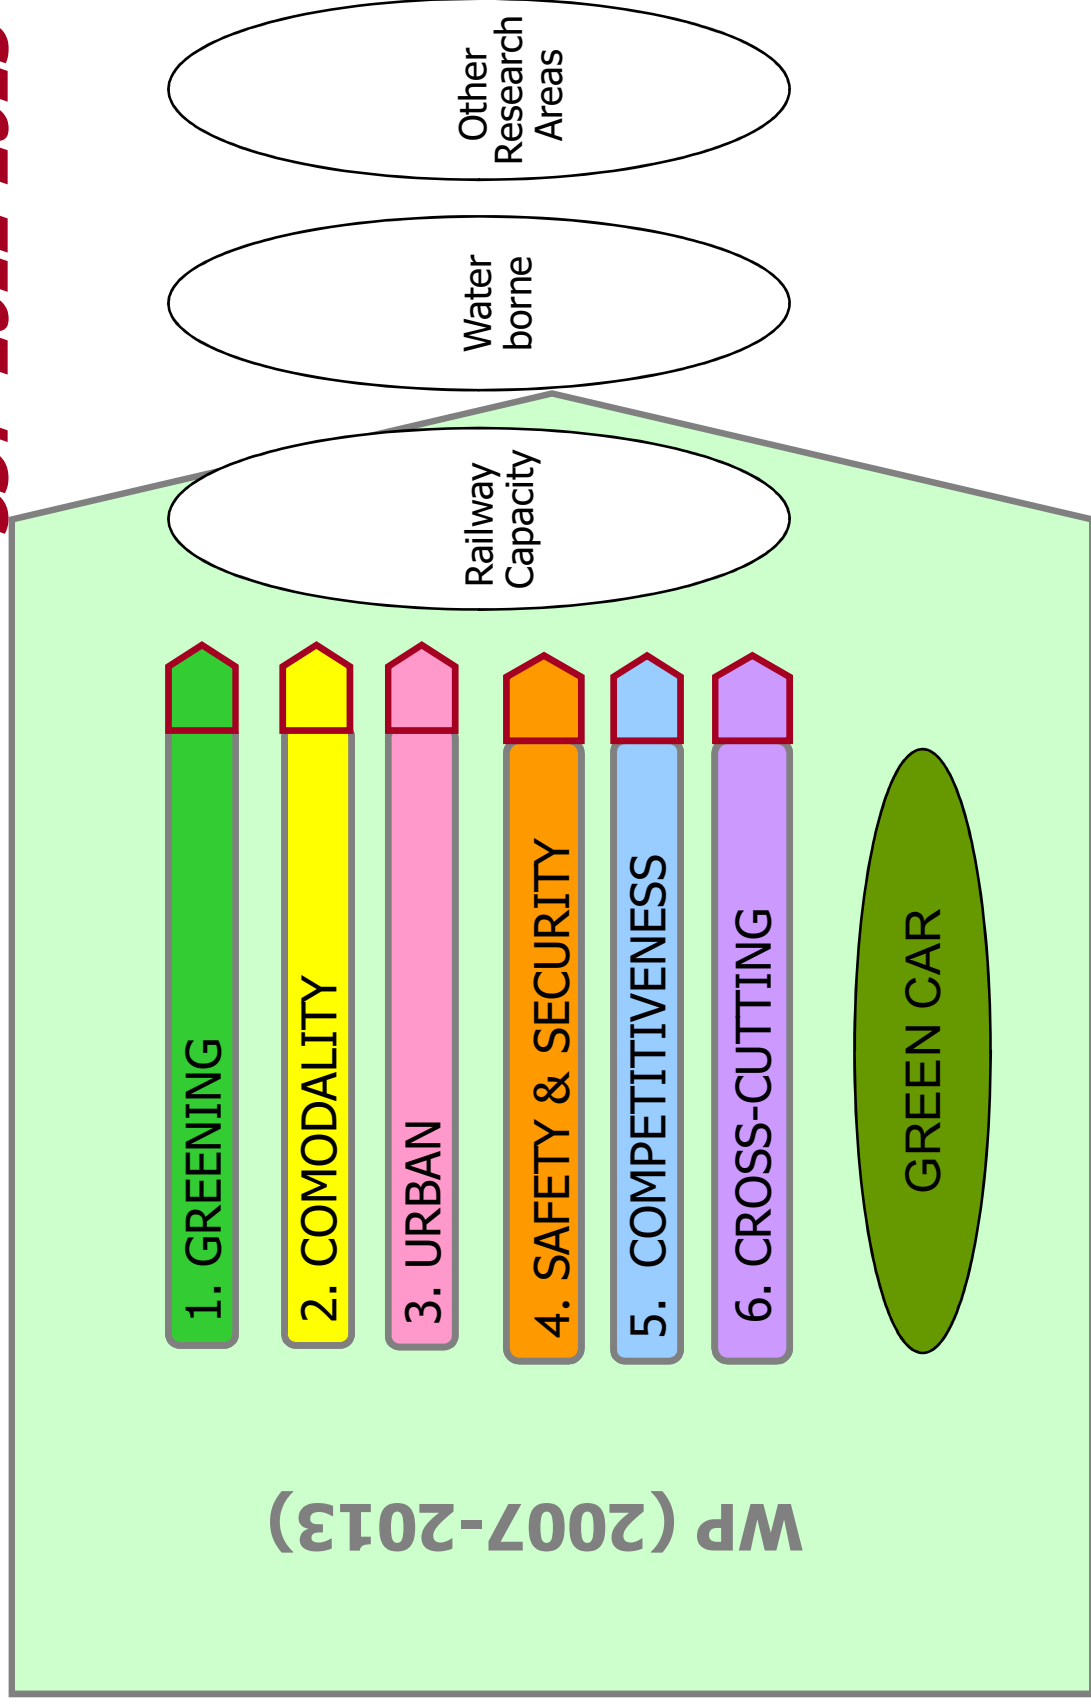 WP (2007-2013)
1. GREENING
2. COMODALITY
3. URBAN
4. SAFETY & SECURITY
5. COMPETITIVENESS
6. CROSS-CUTTING
GREEN CAR
Railway
Capacity
Water
borne
Other
Research
Areas